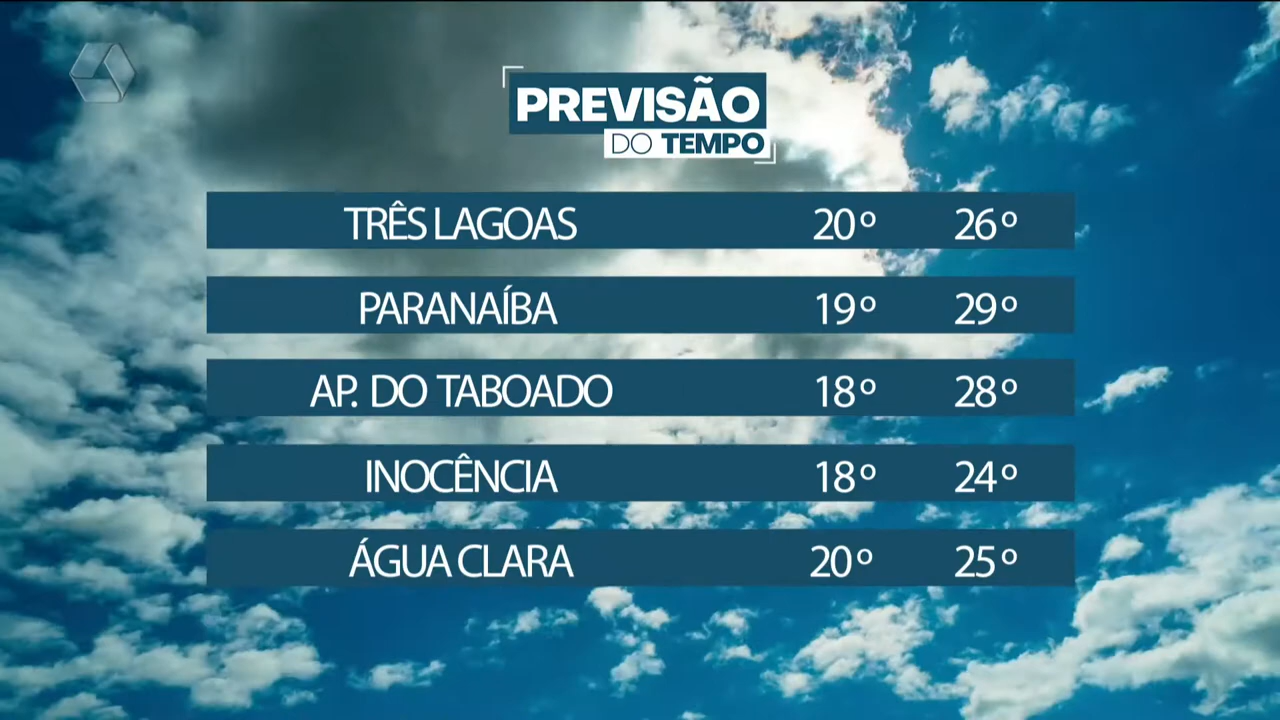 PREVISÃO
DO TEMPO
TRÊS LAGOAS 20º 26º
PARANAÍBA 19º 29º
AP. DO TABOADO 18º 28º
INOCÊNCIA 18º 24º
ÁGUA CLARA 20º 25º